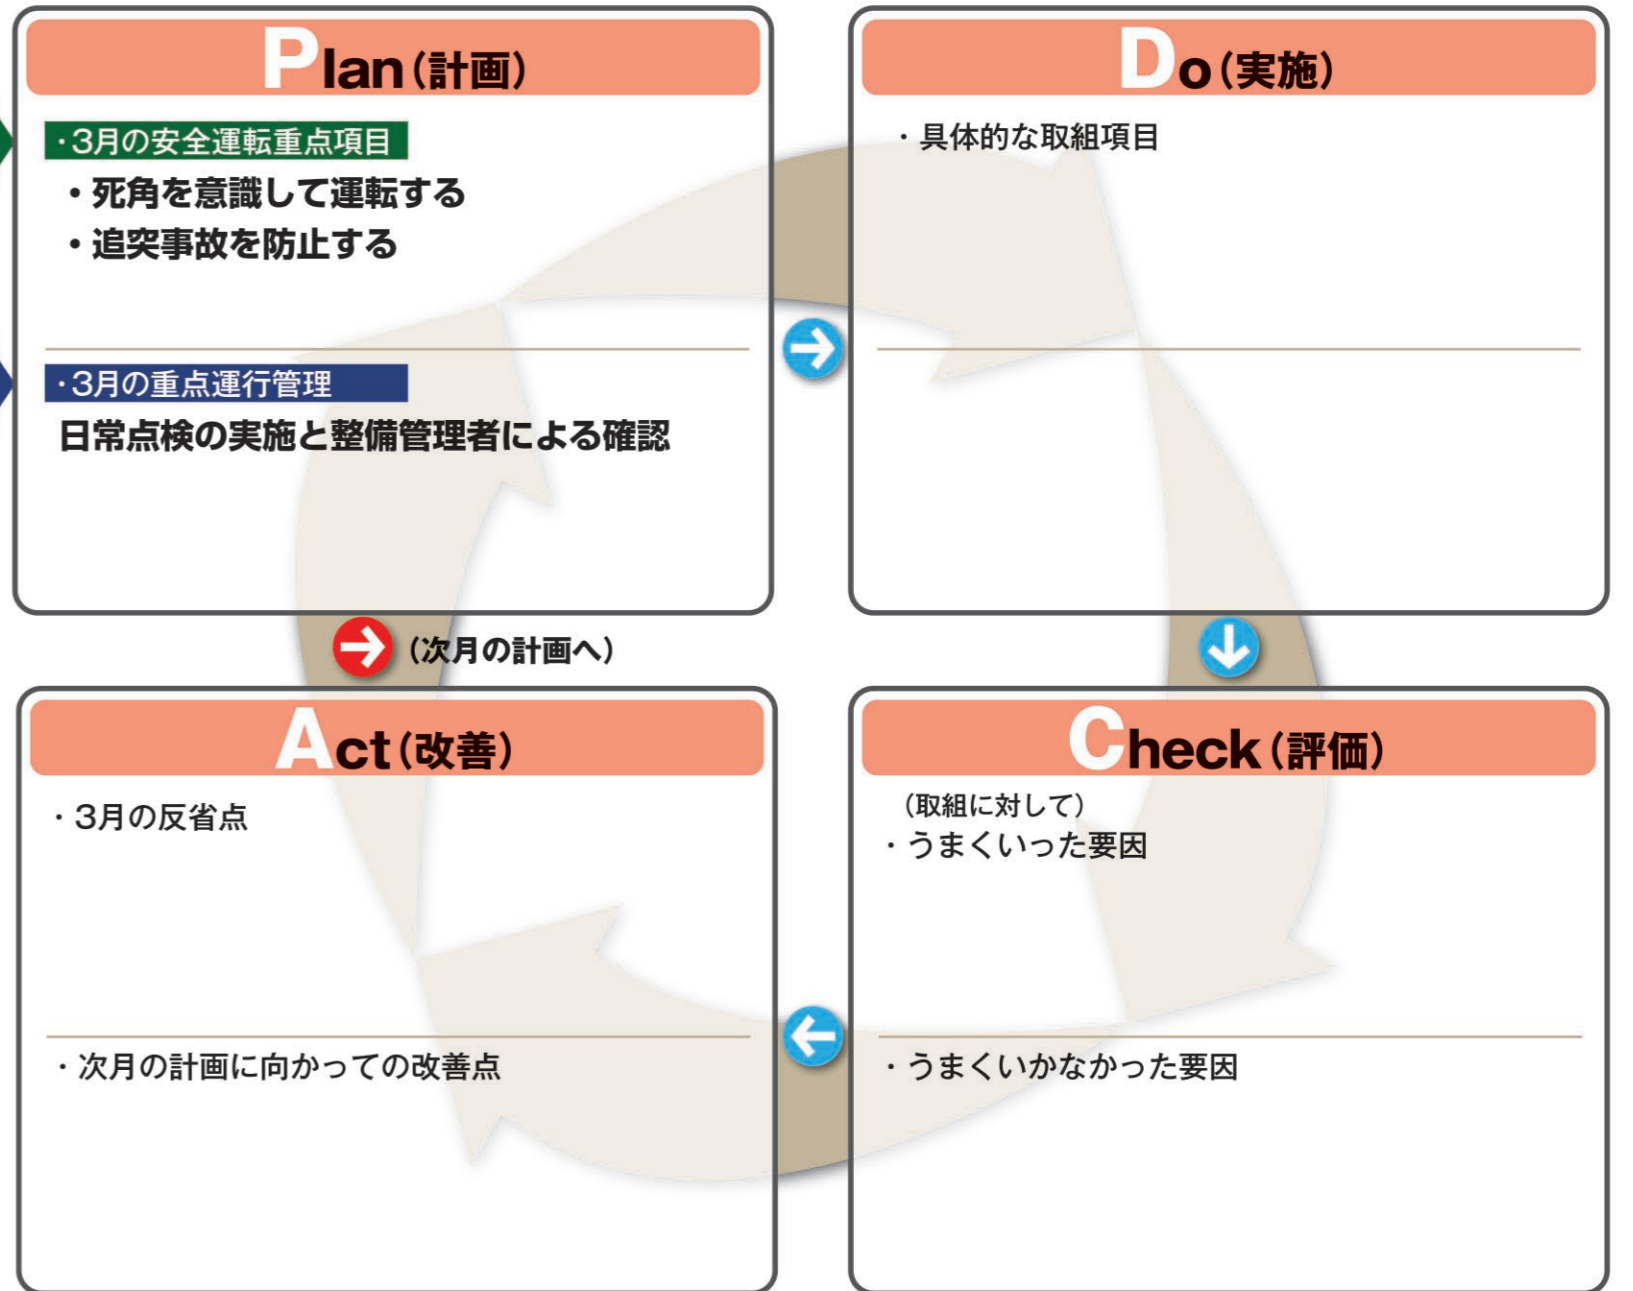 Plan(計画)
・3月の安全運転重点項目
・死角を意識して運転する
・追突事故を防止する
・3月の重点運行管理
日常点検の実施と整備管理者による確認
Do(実施)
・具体的な取組項目
(次月の計画へ)
Act(改善)
・3月の反省点
・次月の計画に向かっての改善点
Check(評価)
(取組に対して)
・うまくいった要因
・うまくいかなかった要因